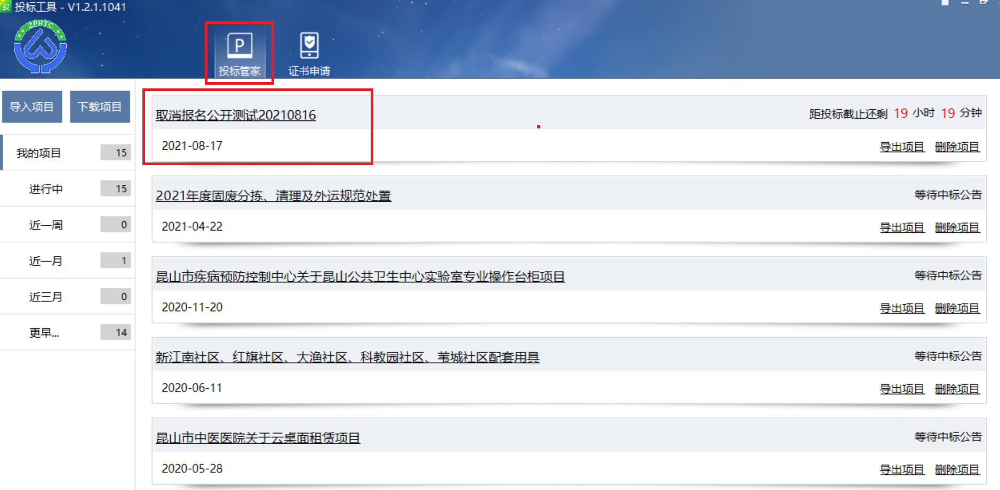 投 投标工具 - V1.2.1.1041
ZPRTC
P
投标管家
证书申请
导入项目
下载项目
我的项目 15
进行中 15
近一周 0
近一月 1
近三月 0
更早... 14
取消报名公开测试20210816
距投标截止还剩 19 小时 19 分钟
2021-08-17
导出项目 删除项目
2021年度固废分拣、清理及外运规范处置
等待中标公告
2021-04-22
导出项目 删除项目
昆山市疾病预防控制中心关于昆山公共卫生中心实验室专业操作台柜项目
等待中标公告
2020-11-20
导出项目 删除项目
新江南社区、红旗社区、大渔社区、科教园社区、苇城社区配套用具
等待中标公告
2020-06-11
导出项目 删除项目
昆山市中医医院关于云桌面租赁项目
等待中标公告
2020-05-28
导出项目 删除项目